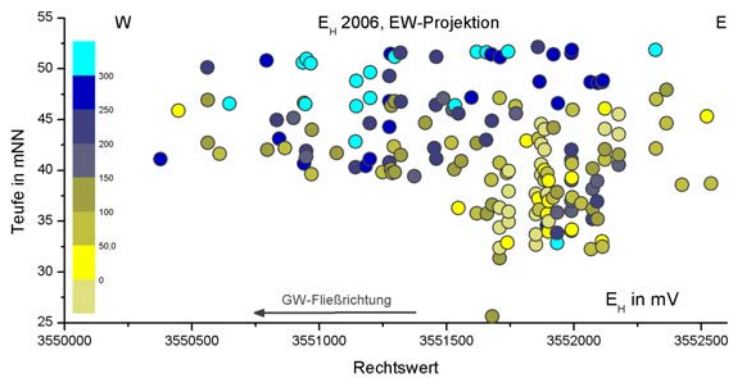 W E_H 2006, EW-Projektion E
55
50
45
40
35
30
25
Teufe in mNN
300
250
200
150
100
50,0
0
GW-Fließrichtung
E_H in mV
3550000 3550500 3551000 3551500 3552000 3552500
Rechtswert